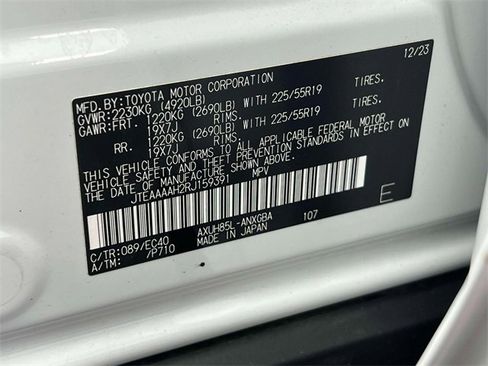 MFD.BY:TOYOTA MOTOR CORPORATION 12/23
GVWR:2230KG (4920LB)
GAWR:FRT. 1220KG (2690LB) WITH 225/55R19 TIRES.
19X7J RIMS.
RR. 1220KG (2690LB) WITH 225/55R19 TIRES.
19X7J RIMS.
THIS VEHICLE CONFORMS TO ALL APPLICABLE FEDERAL MOTOR
VEHICLE SAFETY AND BUMPER STANDARDS IN EFFECT ON THE
DATE OF MANUFACTURE SHOWN ABOVE.
JTEAAAAH2RJ159391 MPV
C/TR:089/EC40 AXUH85L-ANXGBA 107
A/TM: /P710 MADE IN JAPAN
E